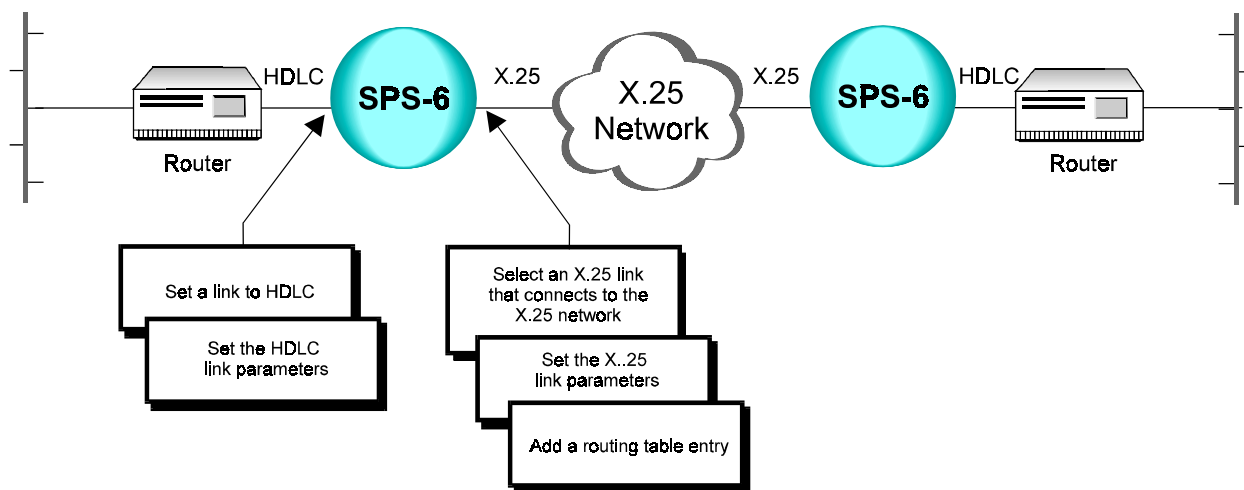 HDLC
SPS-6
X.25
X.25
Network
X.25
SPS-6
HDLC
Router
Router
Set a link to HDLC
Set the HDLC
link parameters
Select an X.25 link
that connects to the
X.25 network
Set the X..25
link parameters
Add a routing table entry